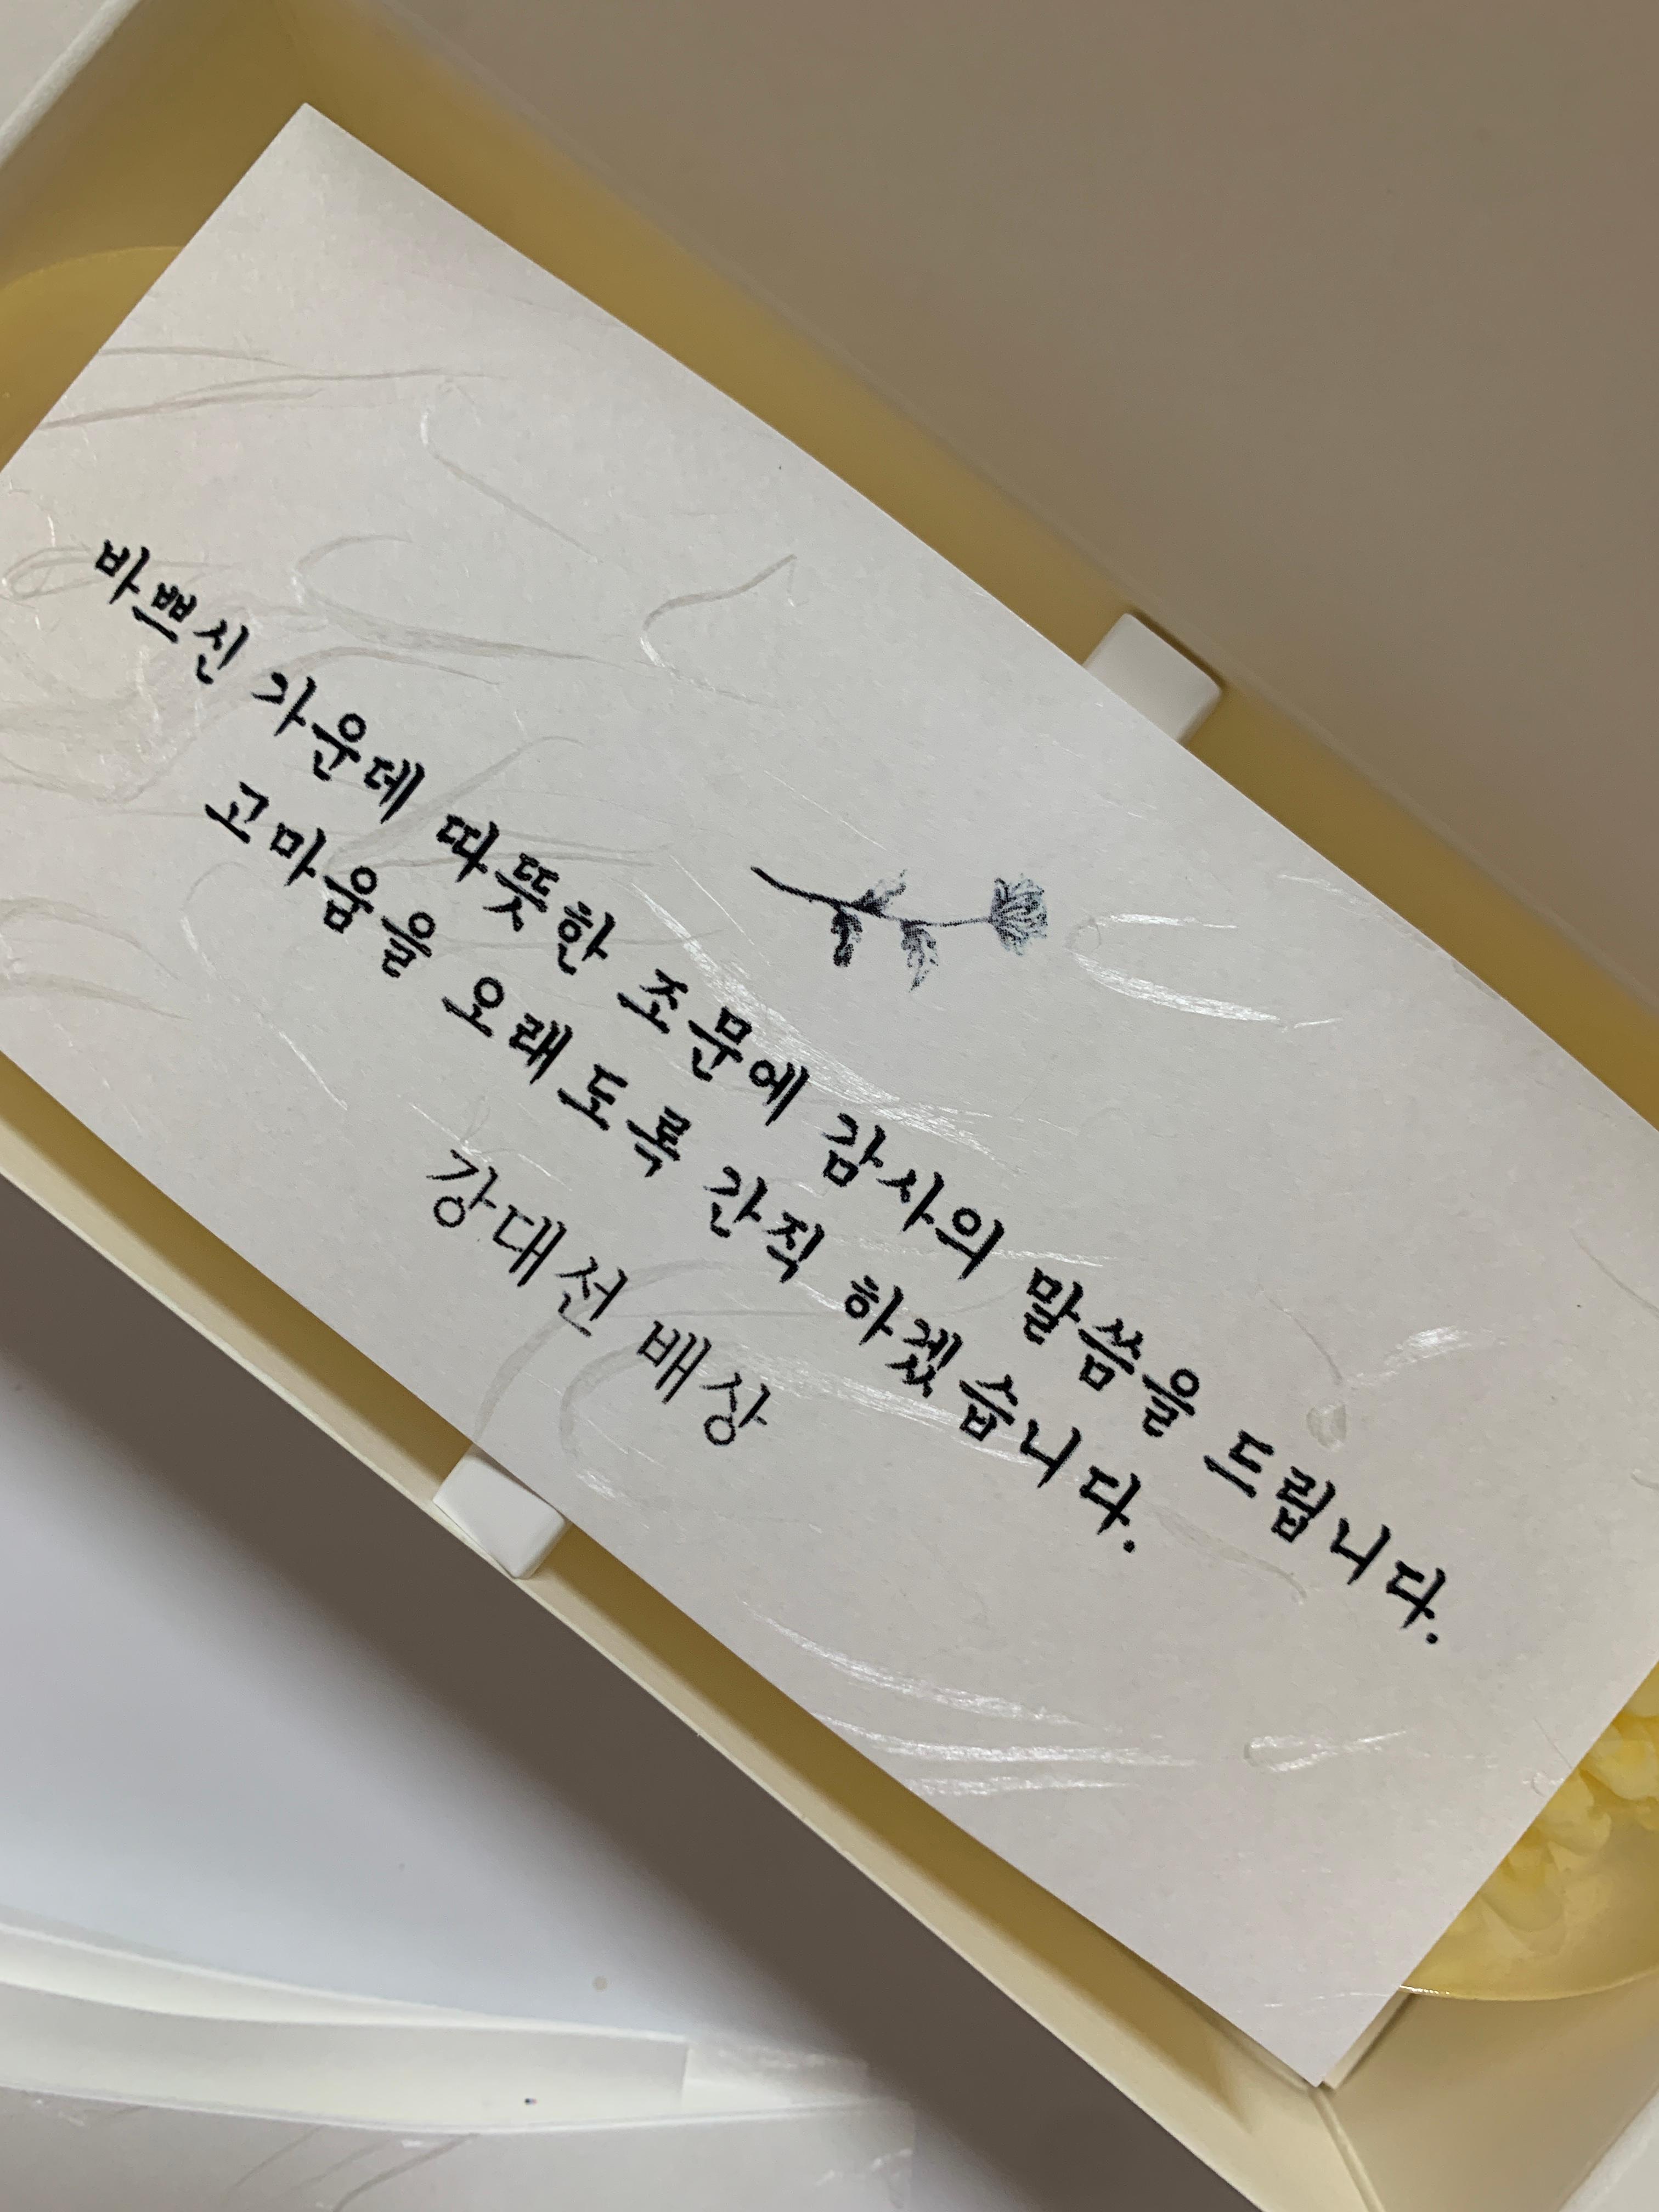 바쁘신 가운데 따뜻한 조문에 감사의 말씀을 드립니다.
고마움을 오래도록 간직 하겠습니다.
강대선 배상